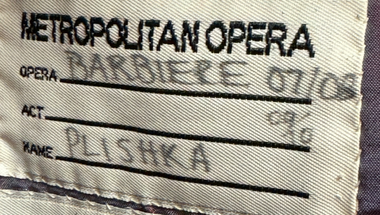 METROPOLITAN OPERA
OPERA BARBIERE 07/08
ACT. 09/10
NAME PLISHKA